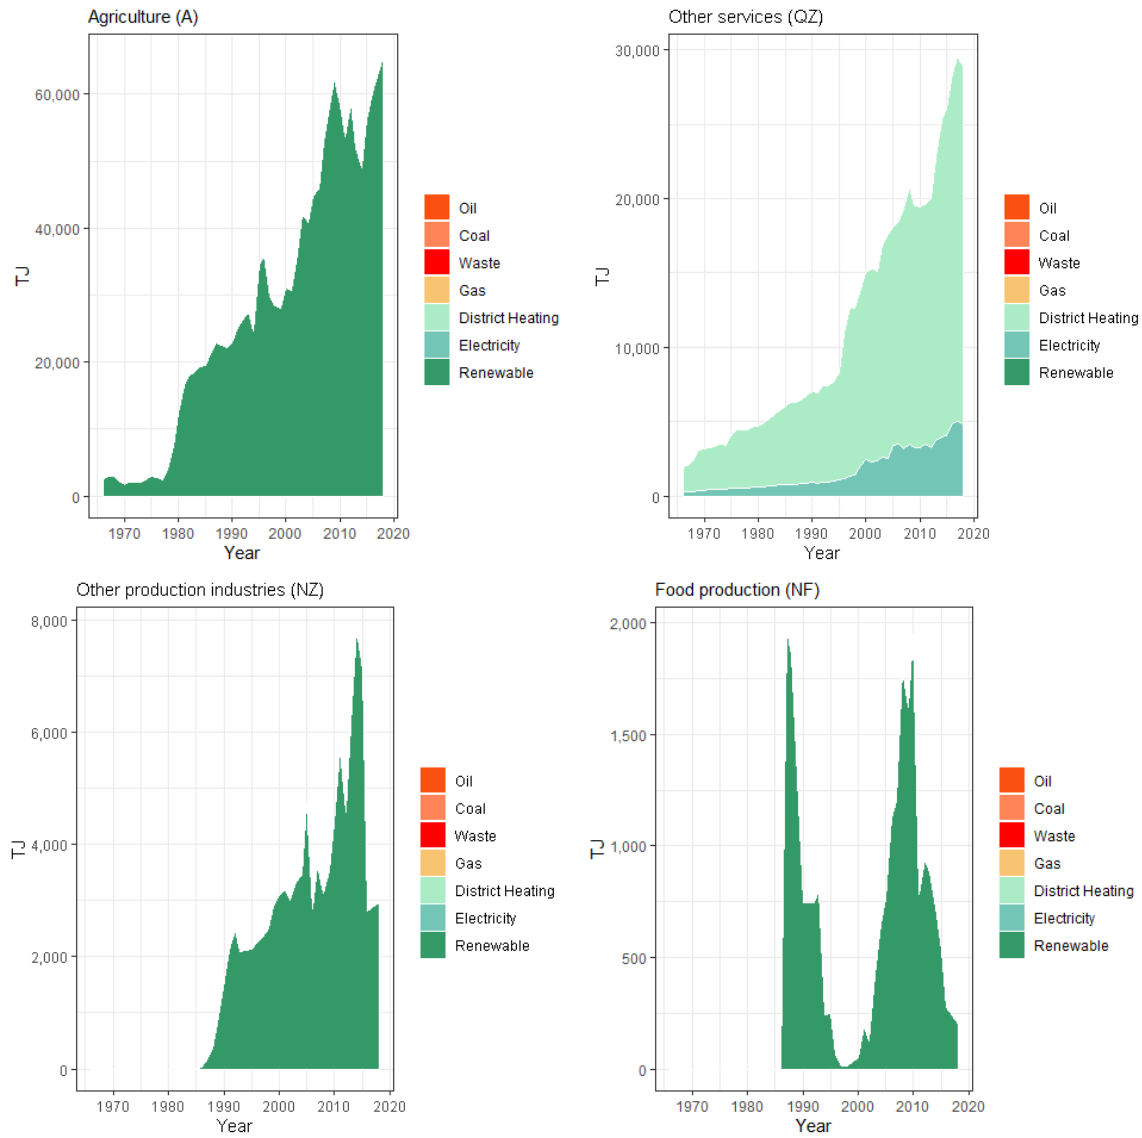 Agriculture (A)
60,000
40,000
20,000
0
TJ
1970 1980 1990 2000 2010 2020
Year
Oil
Coal
Waste
Gas
District Heating
Electricity
Renewable
Other services (QZ)
30,000
20,000
10,000
0
TJ
1970 1980 1990 2000 2010 2020
Year
Oil
Coal
Waste
Gas
District Heating
Electricity
Renewable
Other production industries (NZ)
8,000
6,000
4,000
2,000
0
TJ
1970 1980 1990 2000 2010 2020
Year
Oil
Coal
Waste
Gas
District Heating
Electricity
Renewable
Food production (NF)
2,000
1,500
1,000
500
0
TJ
1970 1980 1990 2000 2010 2020
Year
Oil
Coal
Waste
Gas
District Heating
Electricity
Renewable